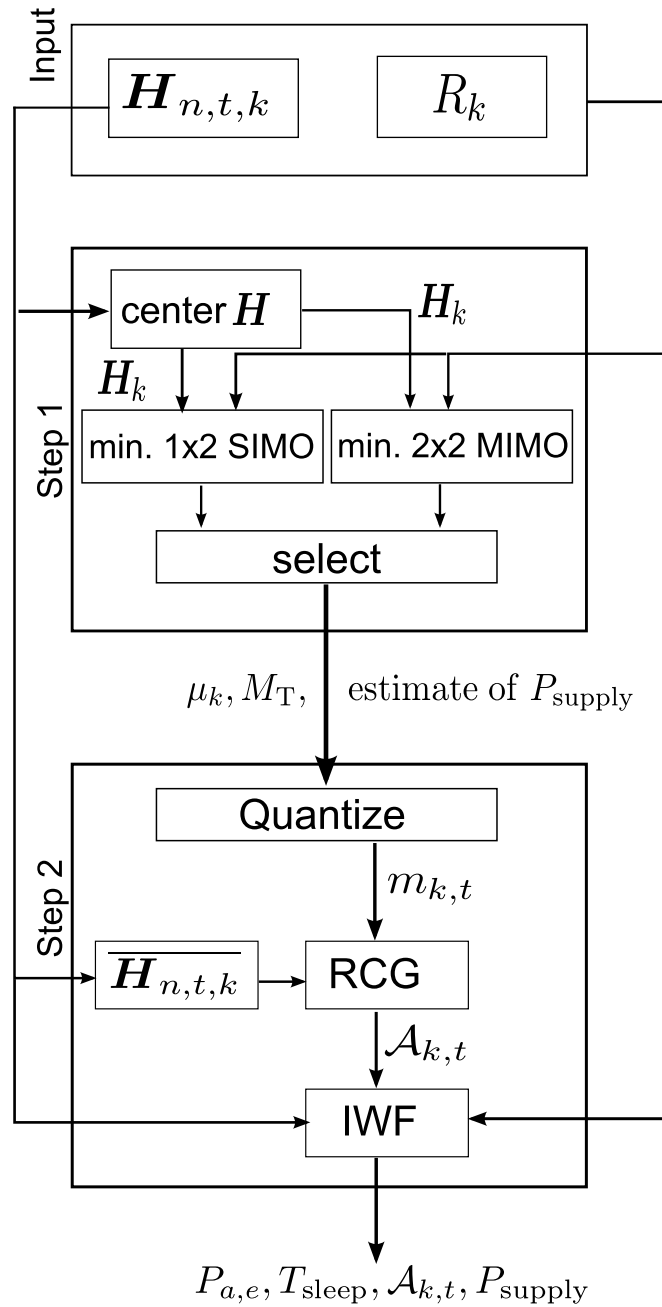 Input
H_{n,t,k}
R_k
Step 1
center H
H_k
H_k
min. 1x2 SIMO
min. 2x2 MIMO
select
μ_k, M_T, estimate of P_supply
Step 2
Quantize
m_{k,t}
\overline{H_{n,t,k}}
RCG
𝒜_{k,t}
IWF
P_{a,e}, T_sleep, 𝒜_{k,t}, P_supply